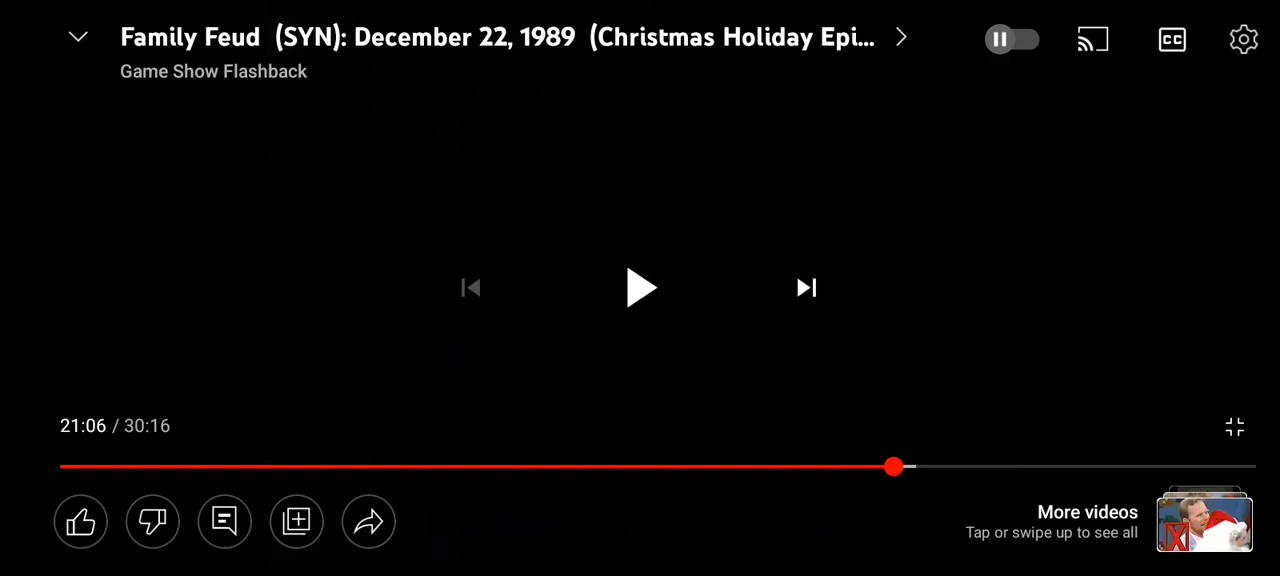 Family Feud (SYN): December 22, 1989 (Christmas Holiday Epi...
CC
Game Show Flashback
21:06 / 30:16
More videos
Tap or swipe up to see all
X